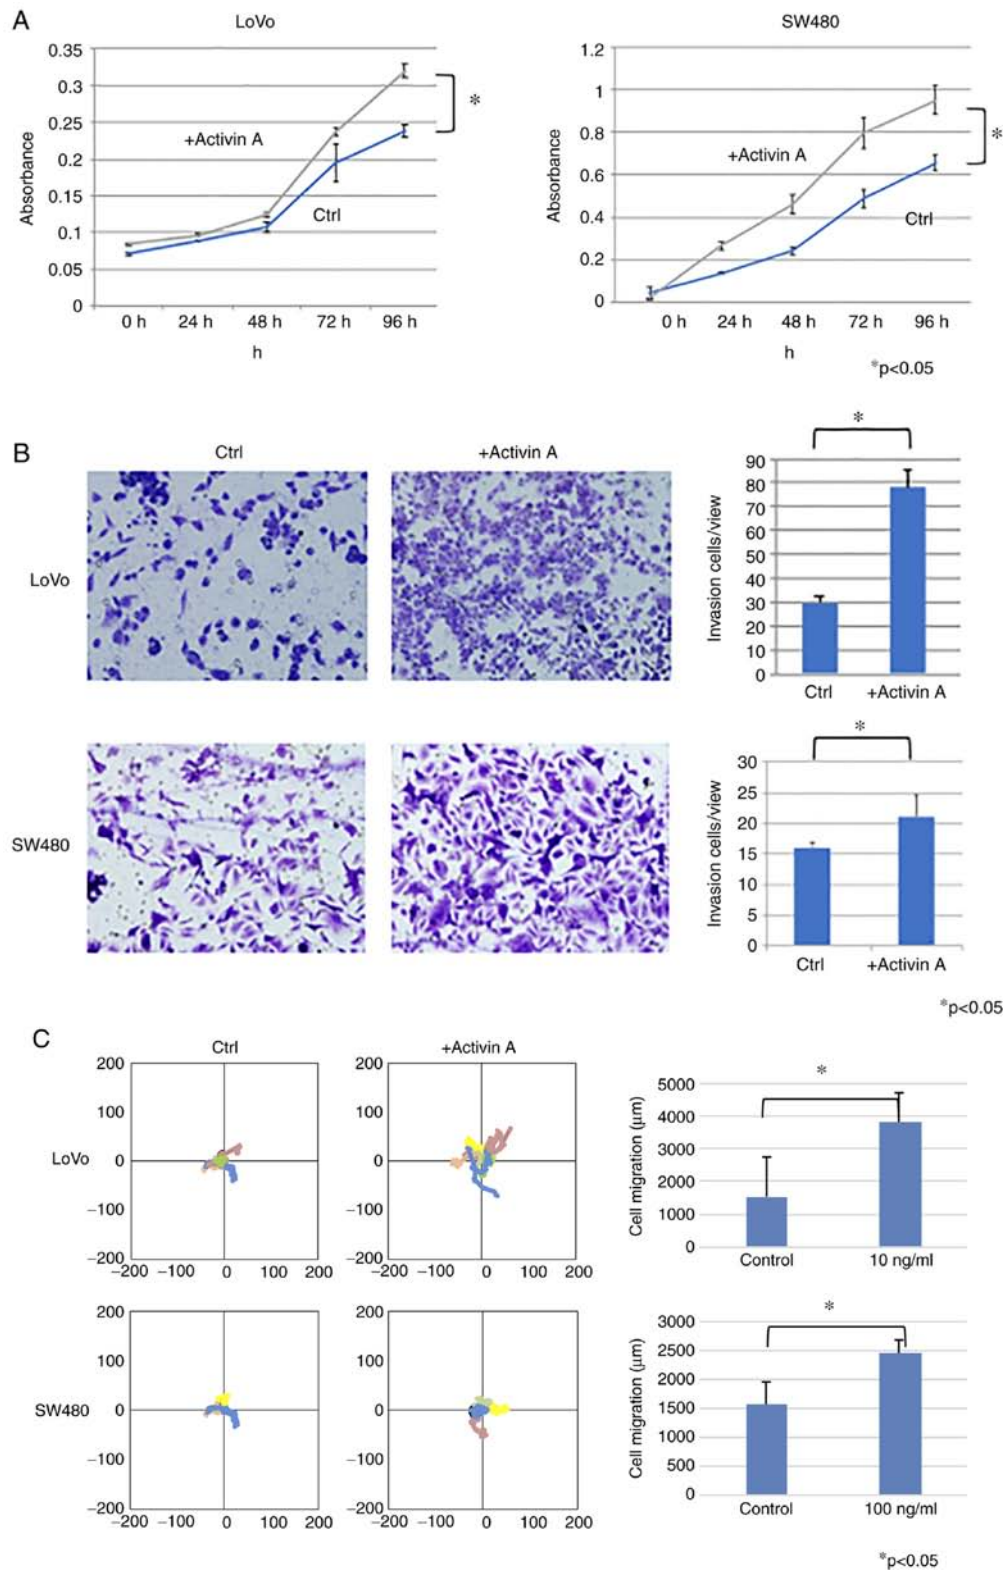 A
LoVo
0.35
0.3
0.25
0.2
0.15
0.1
0.05
0
Absorbance
+Activin A
Ctrl
*
0 h 24 h 48 h 72 h 96 h
h
SW480
1.2
1
0.8
0.6
0.4
0.2
0
Absorbance
+Activin A
Ctrl
*
0 h 24 h 48 h 72 h 96 h
h
*p<0.05
B
Ctrl
+Activin A
LoVo
*
90
80
70
60
50
40
30
20
10
0
Invasion cells/view
Ctrl +Activin A
SW480
*
30
25
20
15
10
5
0
Invasion cells/view
Ctrl +Activin A
*p<0.05
C
Ctrl
+Activin A
LoVo
200
100
0
−100
−200
−200 −100 0 100 200
200
100
0
−100
−200
−200 −100 0 100 200
*
5000
4000
3000
2000
1000
0
Cell migration (μm)
Control 10 ng/ml
SW480
200
100
0
−100
−200
−200 −100 0 100 200
200
100
0
−100
−200
−200 −100 0 100 200
*
3000
2500
2000
1500
1000
500
0
Cell migration (μm)
Control 100 ng/ml
*p<0.05